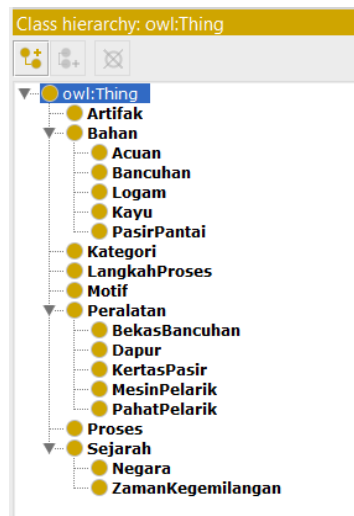 Class hierarchy: owl:Thing
owl:Thing
Artifak
Bahan
Acuan
Bancuhan
Logam
Kayu
PasirPantai
Kategori
LangkahProses
Motif
Peralatan
BekasBancuhan
Dapur
KertasPasir
MesinPelarik
PahatPelarik
Proses
Sejarah
Negara
ZamanKegemilangan